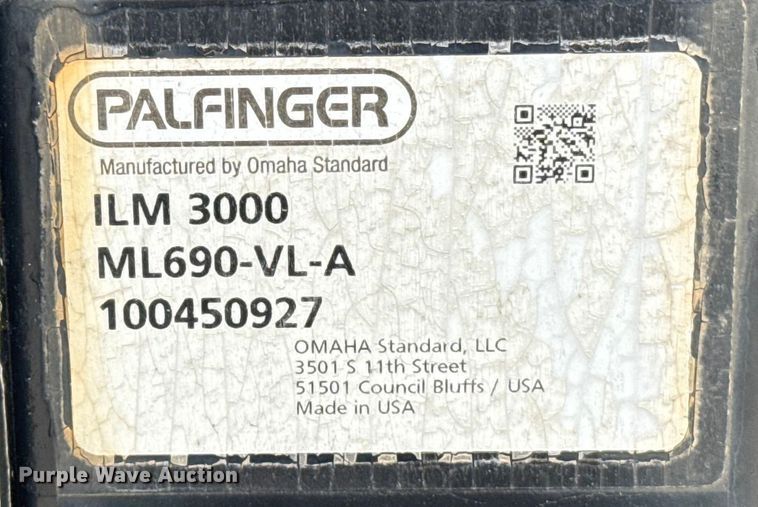 PALFINGER
Manufactured by Omaha Standard
ILM 3000
ML690-VL-A
100450927
OMAHA Standard, LLC
3501 S 11th Street
51501 Council Bluffs / USA
Made in USA
Purple Wave Auction